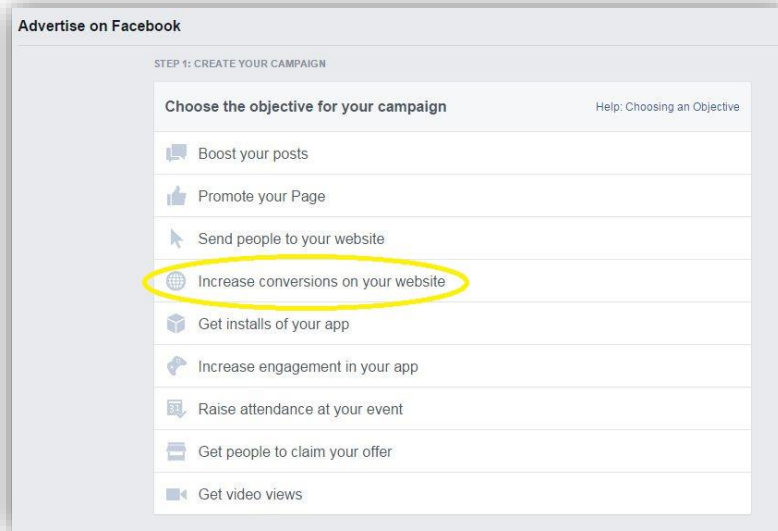 Advertise on Facebook
STEP 1: CREATE YOUR CAMPAIGN
Choose the objective for your campaign
Help: Choosing an Objective
Boost your posts
Promote your Page
Send people to your website
Increase conversions on your website
Get installs of your app
Increase engagement in your app
31
Raise attendance at your event
Get people to claim your offer
Get video views